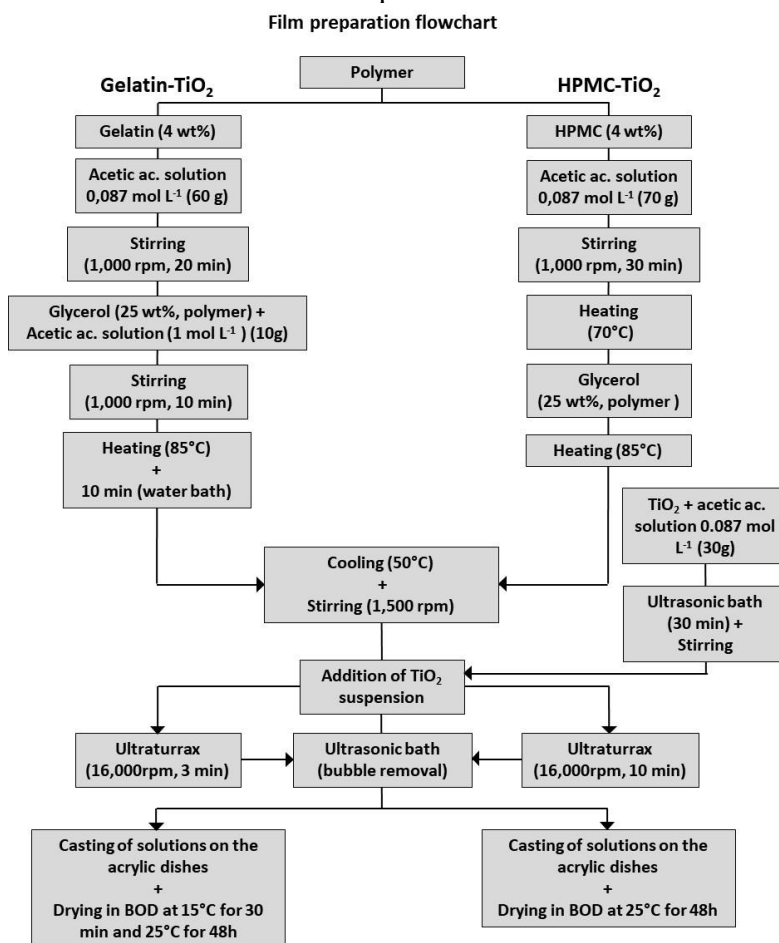 Film preparation flowchart
Polymer
Gelatin-TiO₂
HPMC-TiO₂
Gelatin (4 wt%)
Acetic ac. solution
0,087 mol L⁻¹ (60 g)
Stirring
(1,000 rpm, 20 min)
Glycerol (25 wt%, polymer) +
Acetic ac. solution (1 mol L⁻¹ ) (10g)
Stirring
(1,000 rpm, 10 min)
Heating (85°C)
+
10 min (water bath)
HPMC (4 wt%)
Acetic ac. solution
0,087 mol L⁻¹ (70 g)
Stirring
(1,000 rpm, 30 min)
Heating
(70°C)
Glycerol
(25 wt%, polymer )
Heating (85°C)
TiO₂ + acetic ac.
solution 0.087 mol
L⁻¹ (30g)
Ultrasonic bath
(30 min) +
Stirring
Cooling (50°C)
+
Stirring (1,500 rpm)
Addition of TiO₂
suspension
Ultraturrax
(16,000rpm, 3 min)
Ultrasonic bath
(bubble removal)
Ultraturrax
(16,000rpm, 10 min)
Casting of solutions on the
acrylic dishes
+
Drying in BOD at 15°C for 30
min and 25°C for 48h
Casting of solutions on the
acrylic dishes
+
Drying in BOD at 25°C for 48h